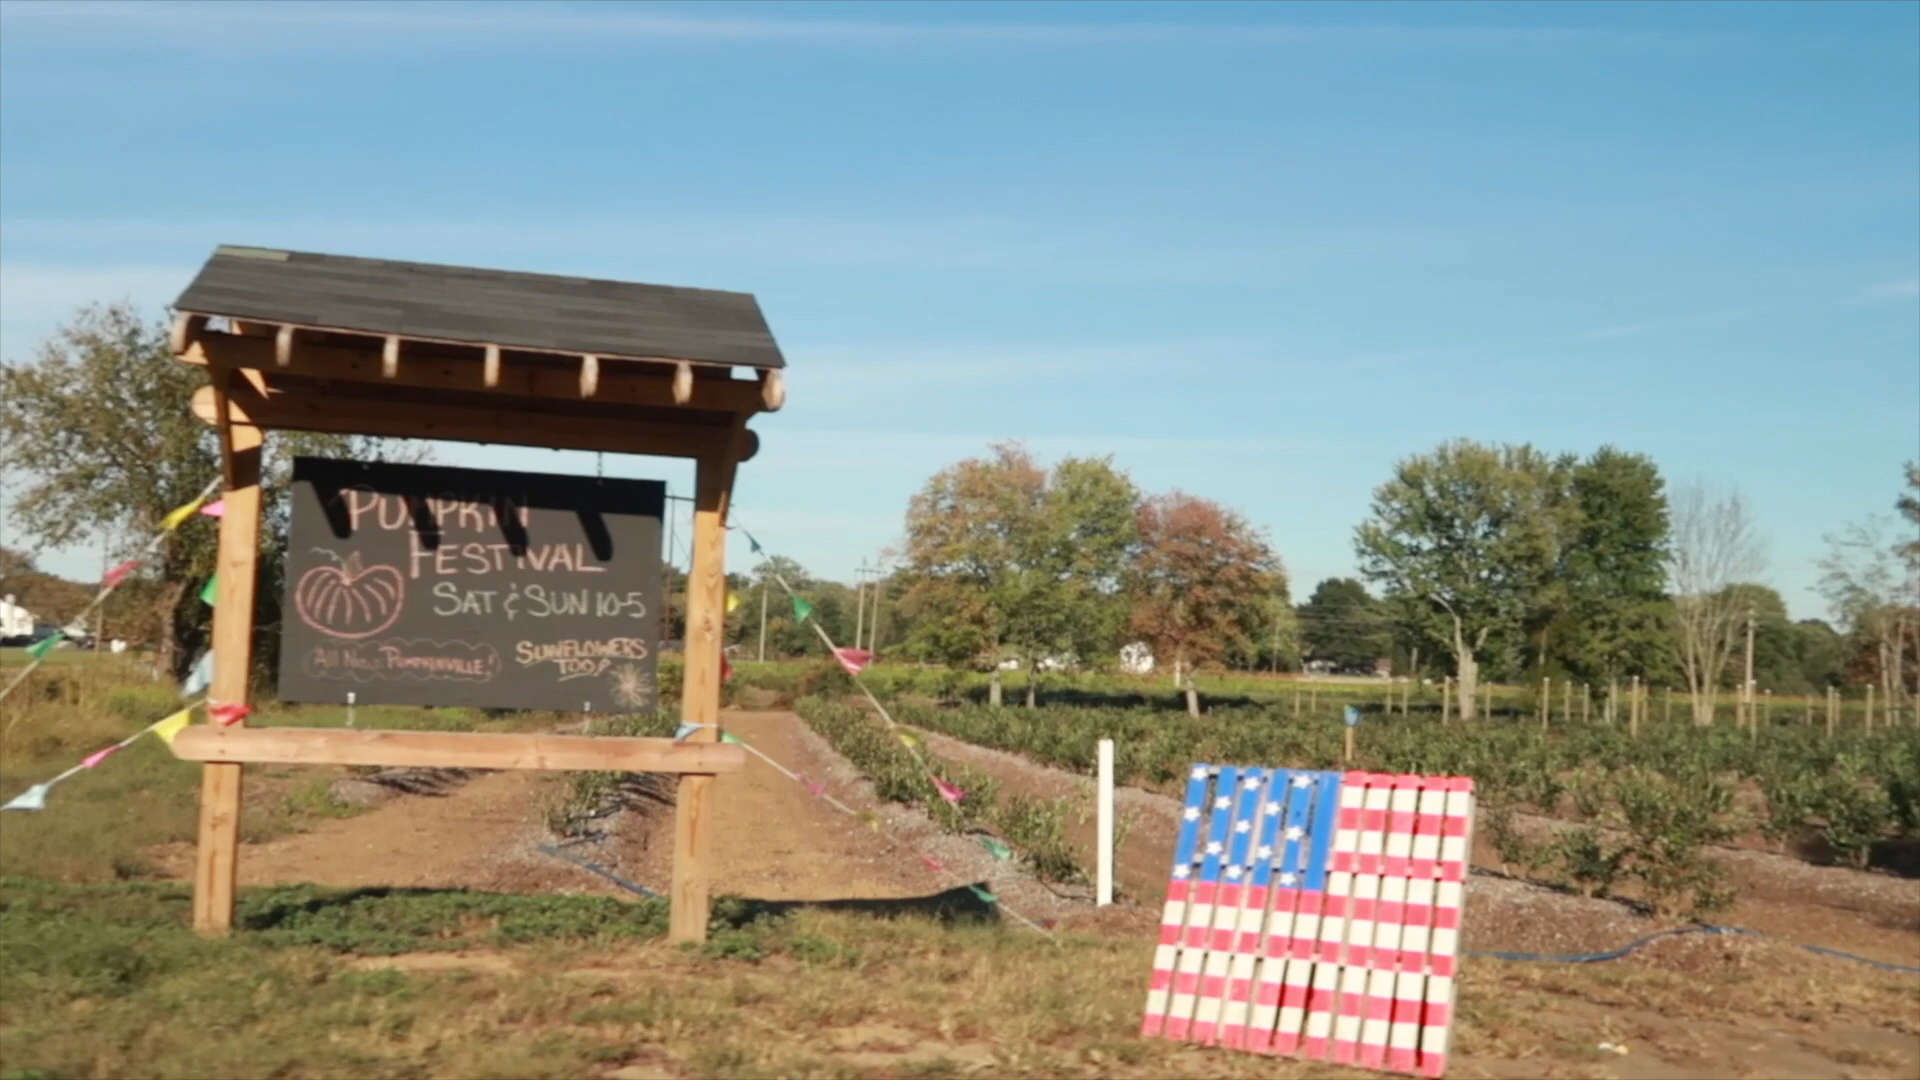 PUMPKIN
FESTIVAL
SAT & SUN 10-5
All New PUMPKINVILLE!
SUNFLOWERS
TOO!